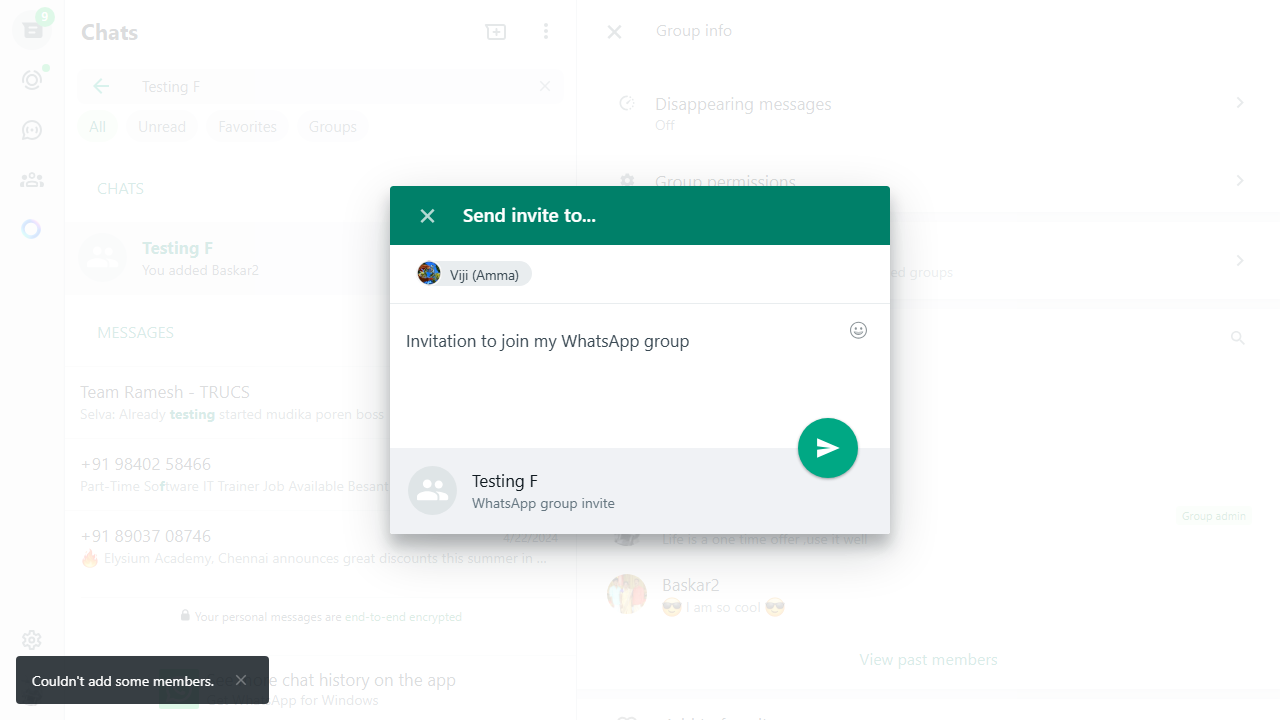 9
Chats
Testing F
All
Unread
Favorites
Groups
CHATS
Testing F
You added Baskar2
MESSAGES
Team Ramesh - TRUCS
Selva: Already testing started mudika poren boss
+91 98402 58466
Part-Time Software IT Trainer Job Available Besant
+91 89037 08746
4/22/2024
🔥 Elysium Academy, Chennai announces great discounts this summer in ...
Your personal messages are end-to-end encrypted
chat history on the app
App for Windows
Couldn't add some members.
Group info
Disappearing messages
Off
Group permissions
ed groups
Send invite to...
Viji (Amma)
Invitation to join my WhatsApp group
Testing F
WhatsApp group invite
Group admin
Life is a one time offer ,use it well
Baskar2
😎 I am so cool 😎
View past members